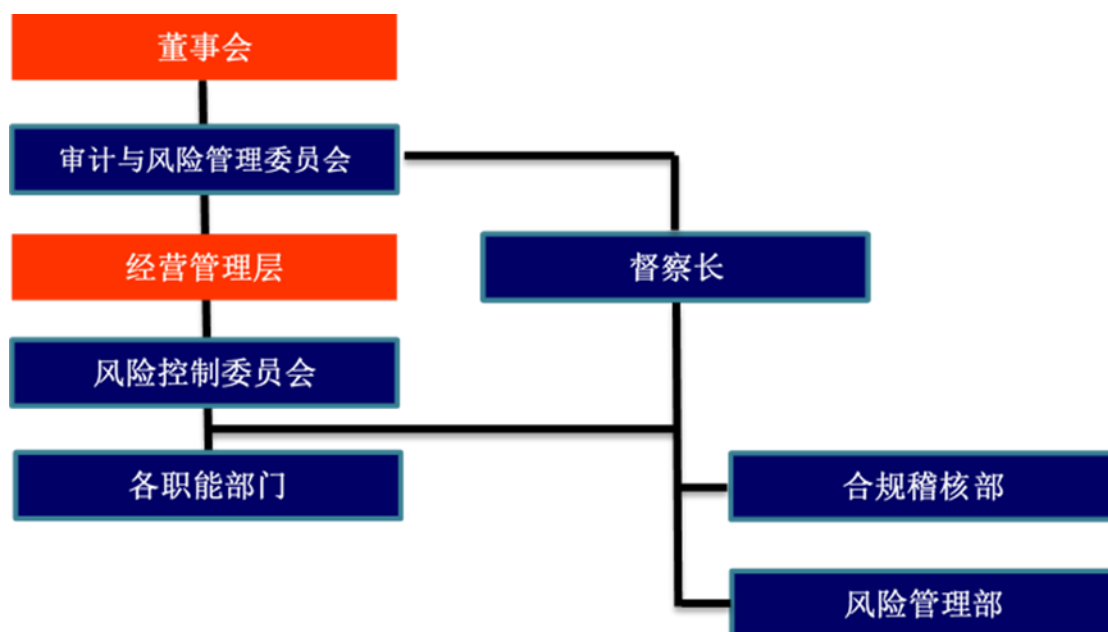 董事会
审计与风险管理委员会
经营管理层
督察长
风险控制委员会
各职能部门
合规稽核部
风险管理部